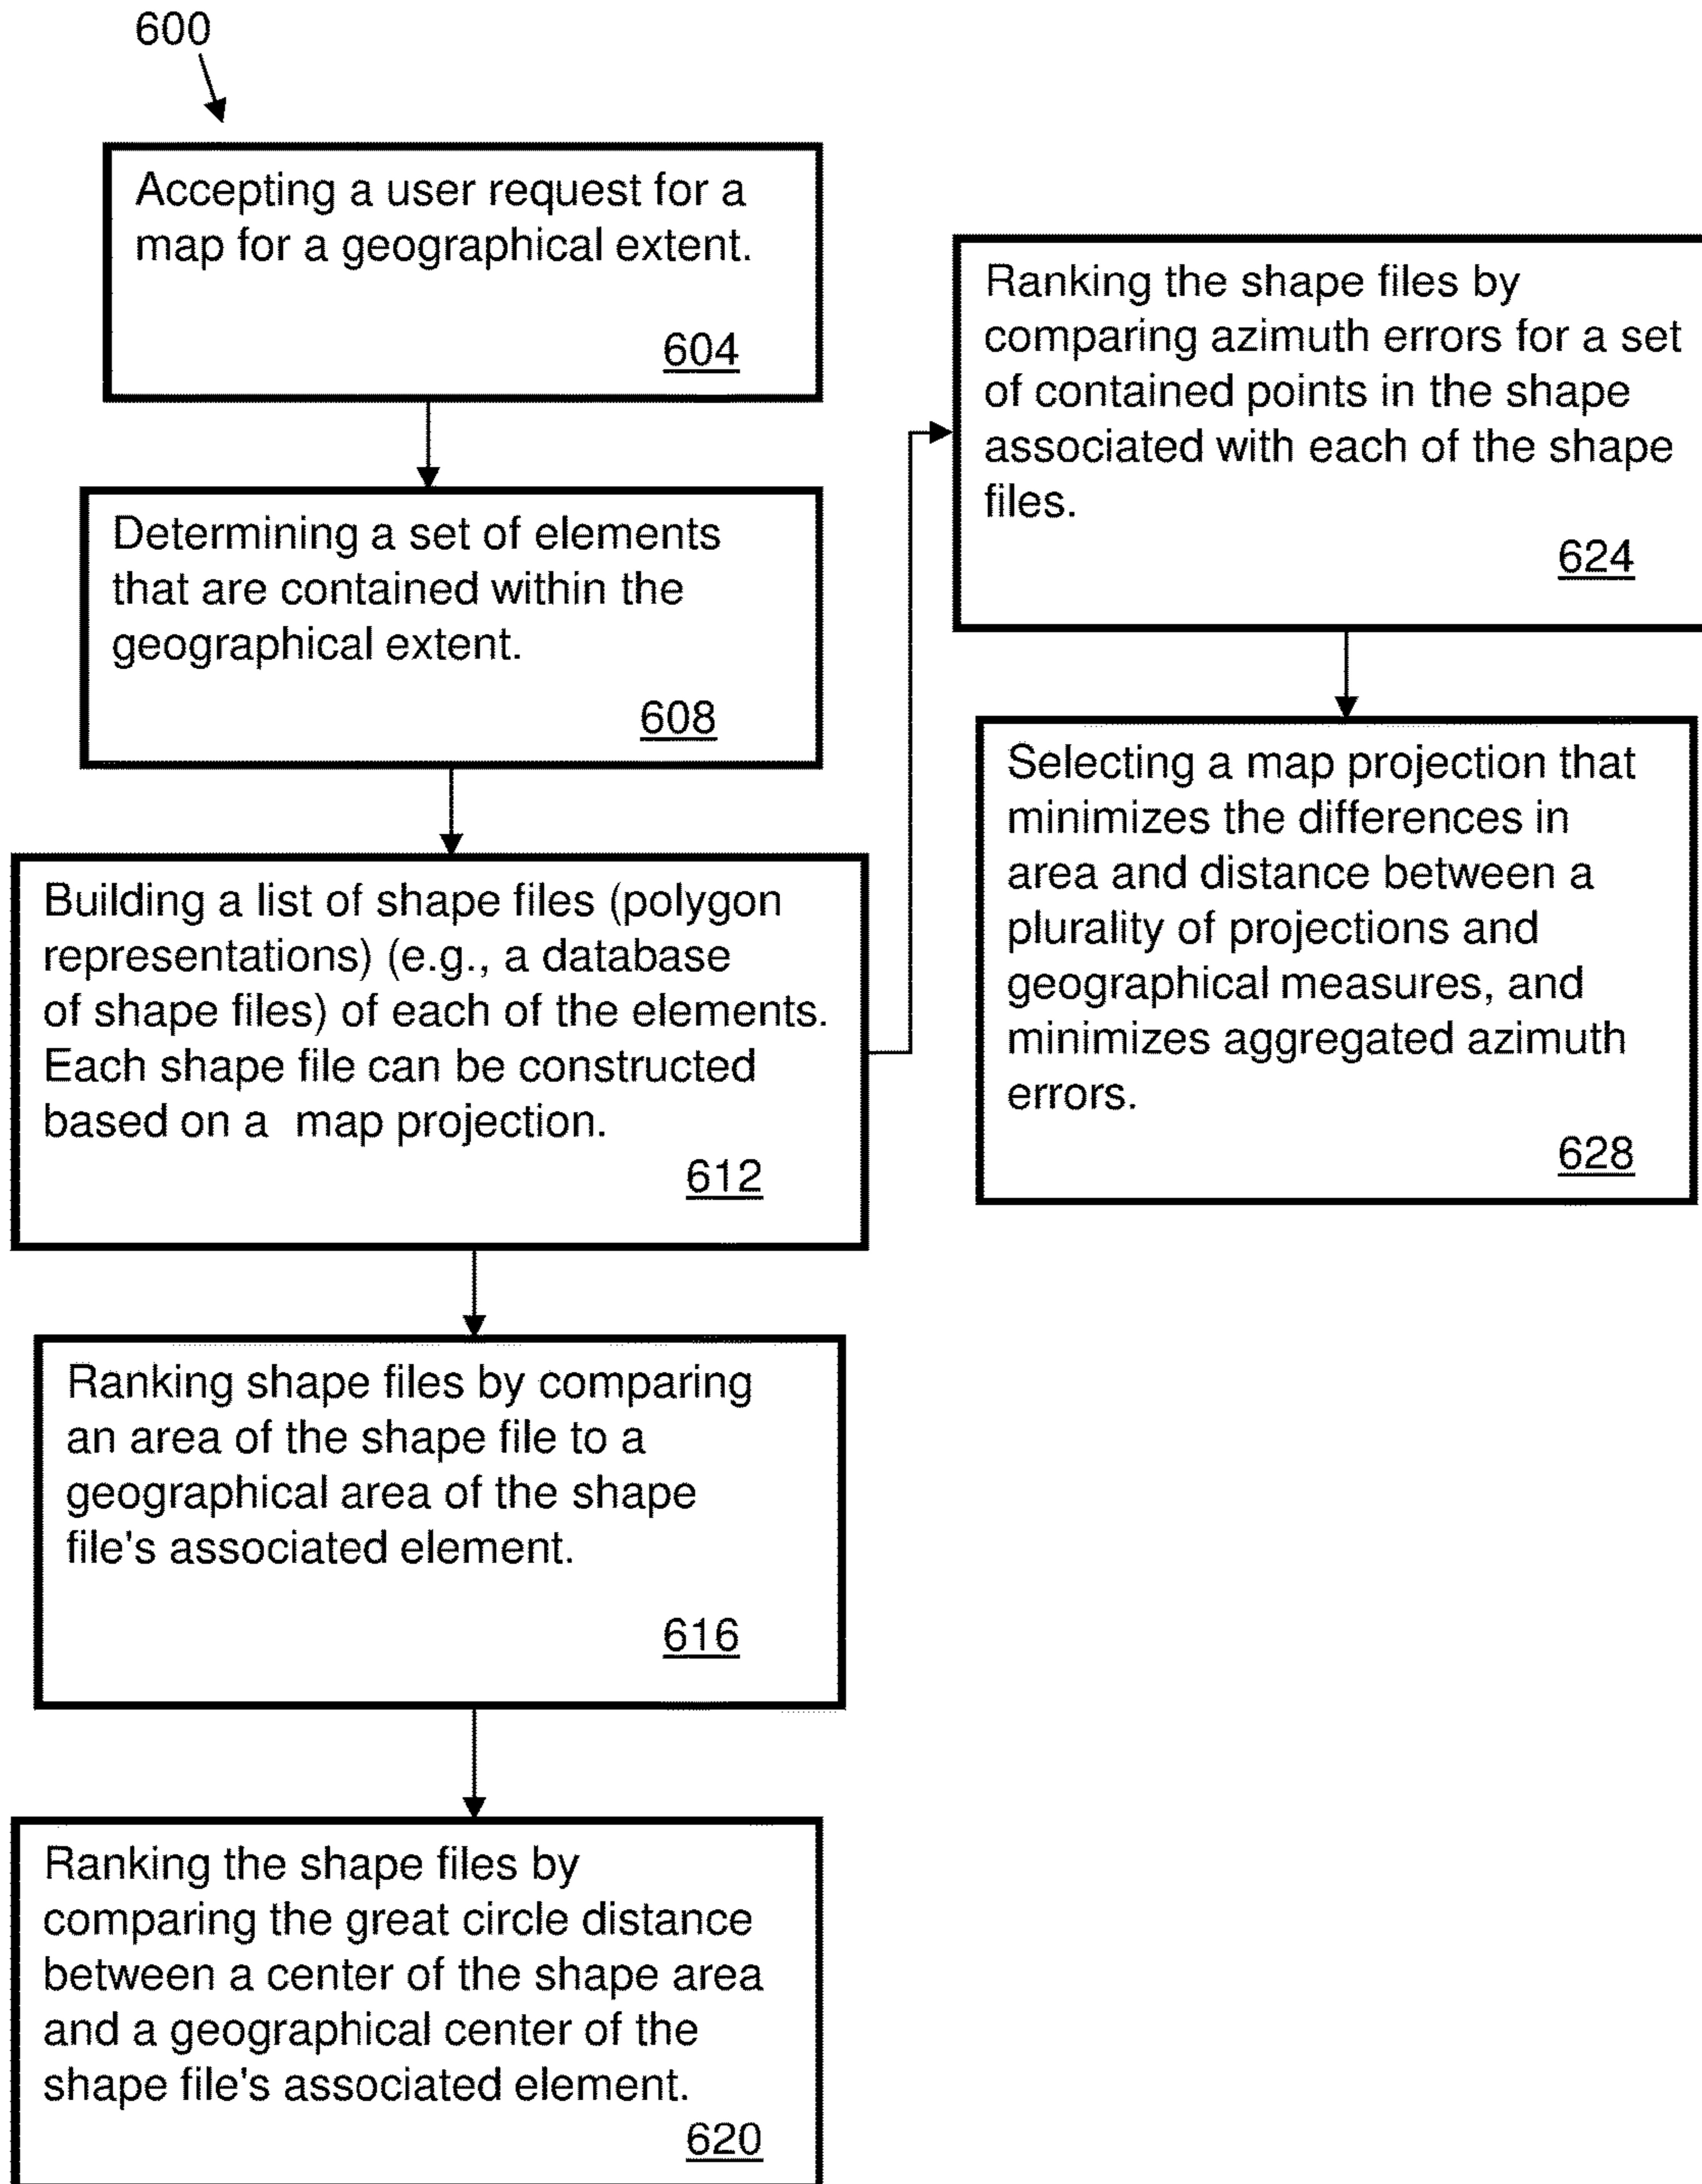 600
Accepting a user request for a
map for a geographical extent.
604
Determining a set of elements
that are contained within the
geographical extent.
608
Building a list of shape files (polygon
representations) (e.g., a database
of shape files) of each of the elements.
Each shape file can be constructed
based on a map projection.
612
Ranking shape files by comparing
an area of the shape file to a
geographical area of the shape
file's associated element.
616
Ranking the shape files by
comparing the great circle distance
between a center of the shape area
and a geographical center of the
shape file's associated element.
620
Ranking the shape files by
comparing azimuth errors for a set
of contained points in the shape
associated with each of the shape
files.
624
Selecting a map projection that
minimizes the differences in
area and distance between a
plurality of projections and
geographical measures, and
minimizes aggregated azimuth
errors.
628